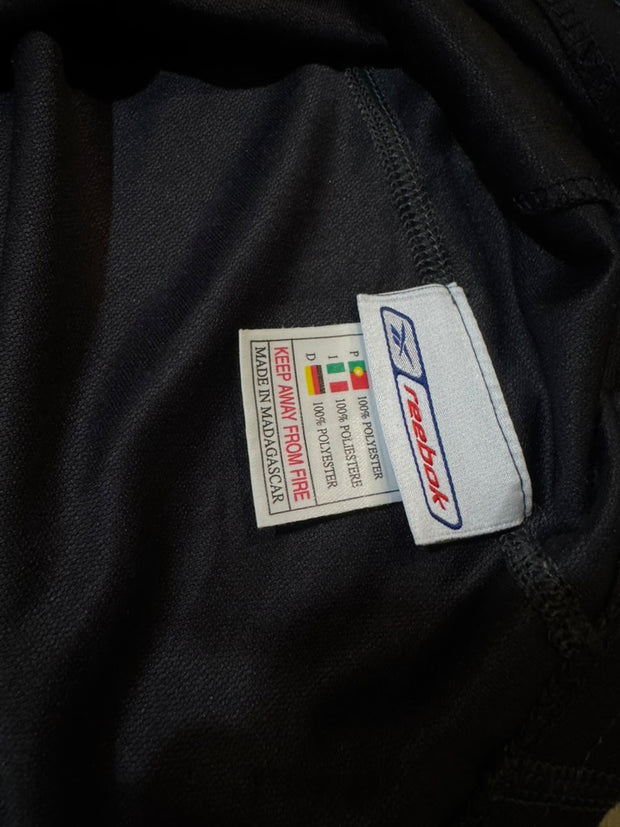 reebok
P 100% POLYESTER
I 100% POLIESTERE
D 100% POLYESTER
KEEP AWAY FROM FIRE
MADE IN MADAGASCAR